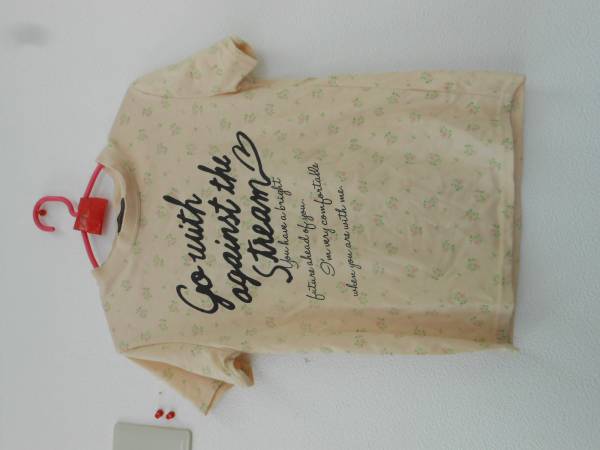 Go with
against the
Stream
You have a bright
future ahead of you.
I'm very comfortable
when you are with me.